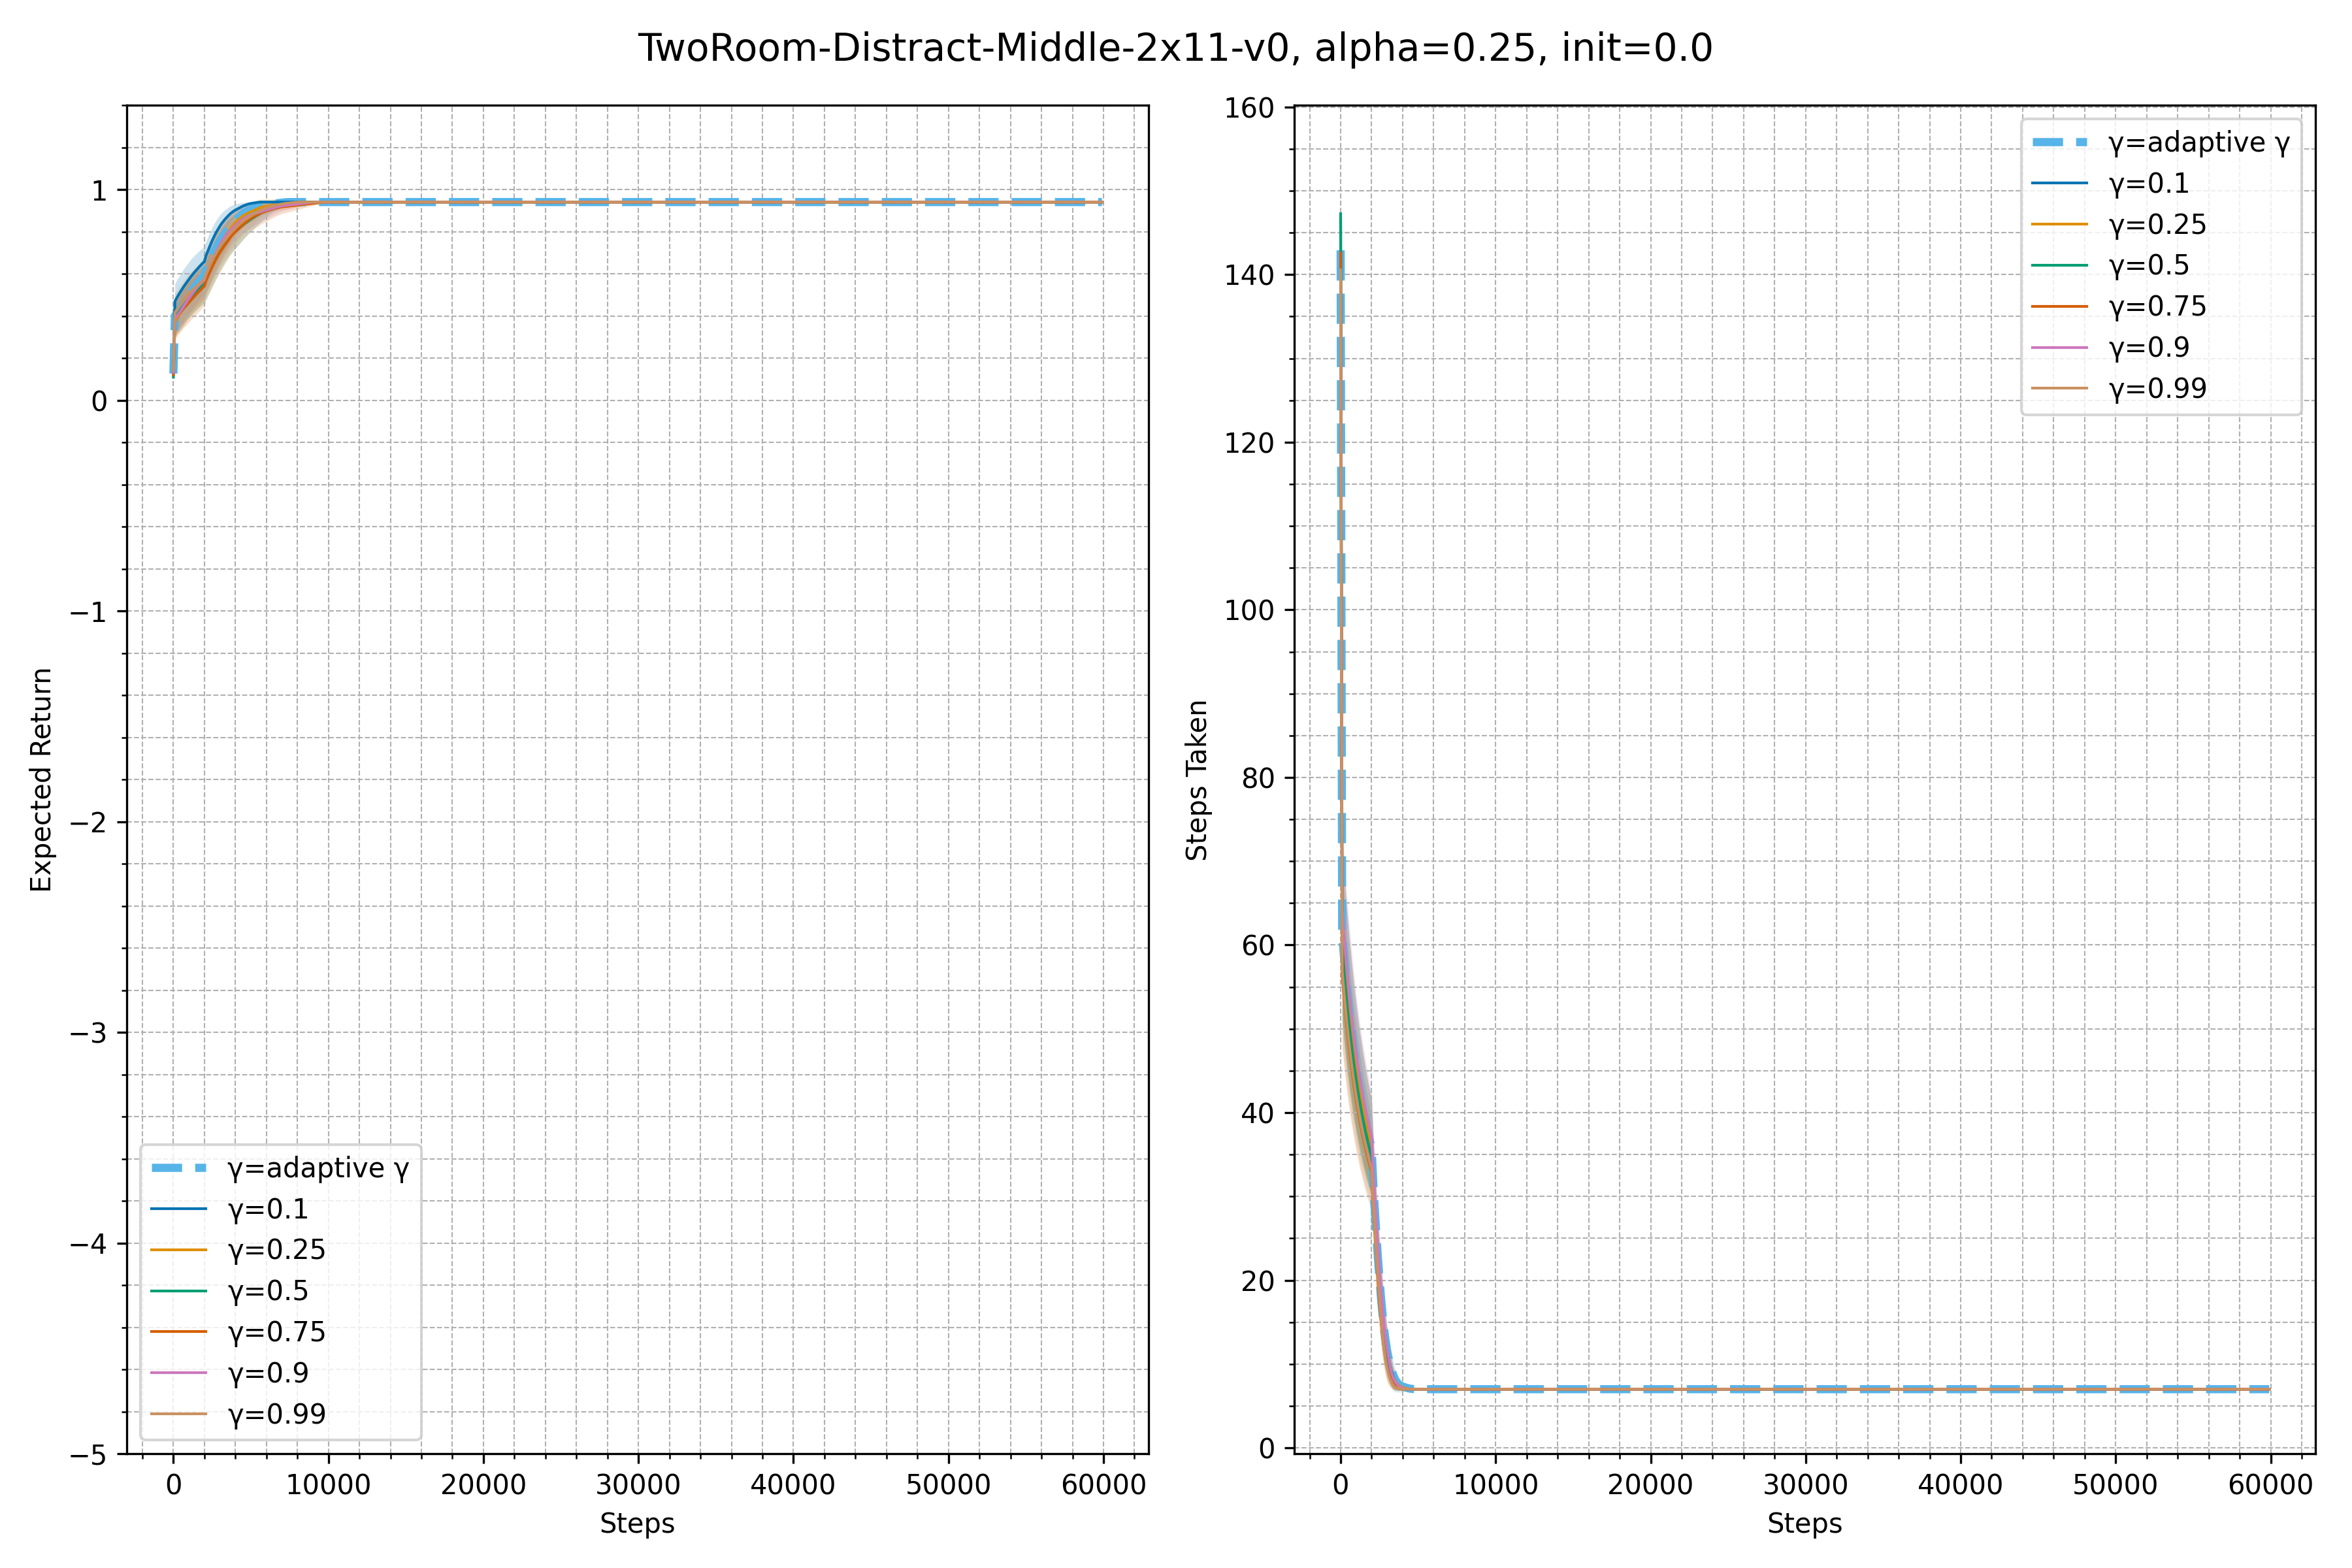 TwoRoom-Distract-Middle-2x11-v0, alpha=0.25, init=0.0
Expected Return
1
0
−1
−2
−3
−4
−5
γ=adaptive γ
γ=0.1
γ=0.25
γ=0.5
γ=0.75
γ=0.9
γ=0.99
0 10000 20000 30000 40000 50000 60000
Steps
Steps Taken
160
140
120
100
80
60
40
20
0
γ=adaptive γ
γ=0.1
γ=0.25
γ=0.5
γ=0.75
γ=0.9
γ=0.99
0 10000 20000 30000 40000 50000 60000
Steps